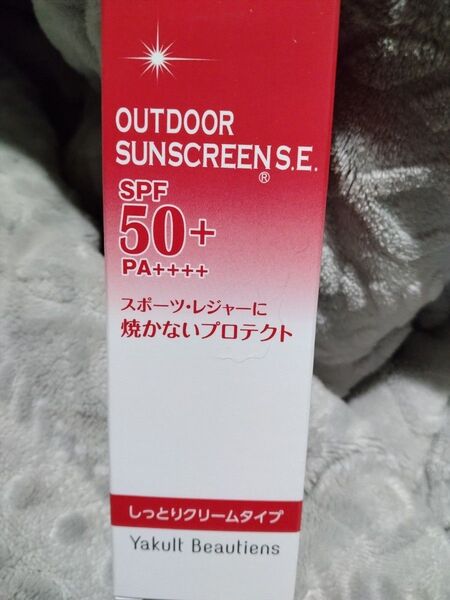 OUTDOOR
SUNSCREEN S.E.®
SPF
50+
PA++++
スポーツ・レジャーに
焼かないプロテクト
しっとりクリームタイプ
Yakult Beautiens